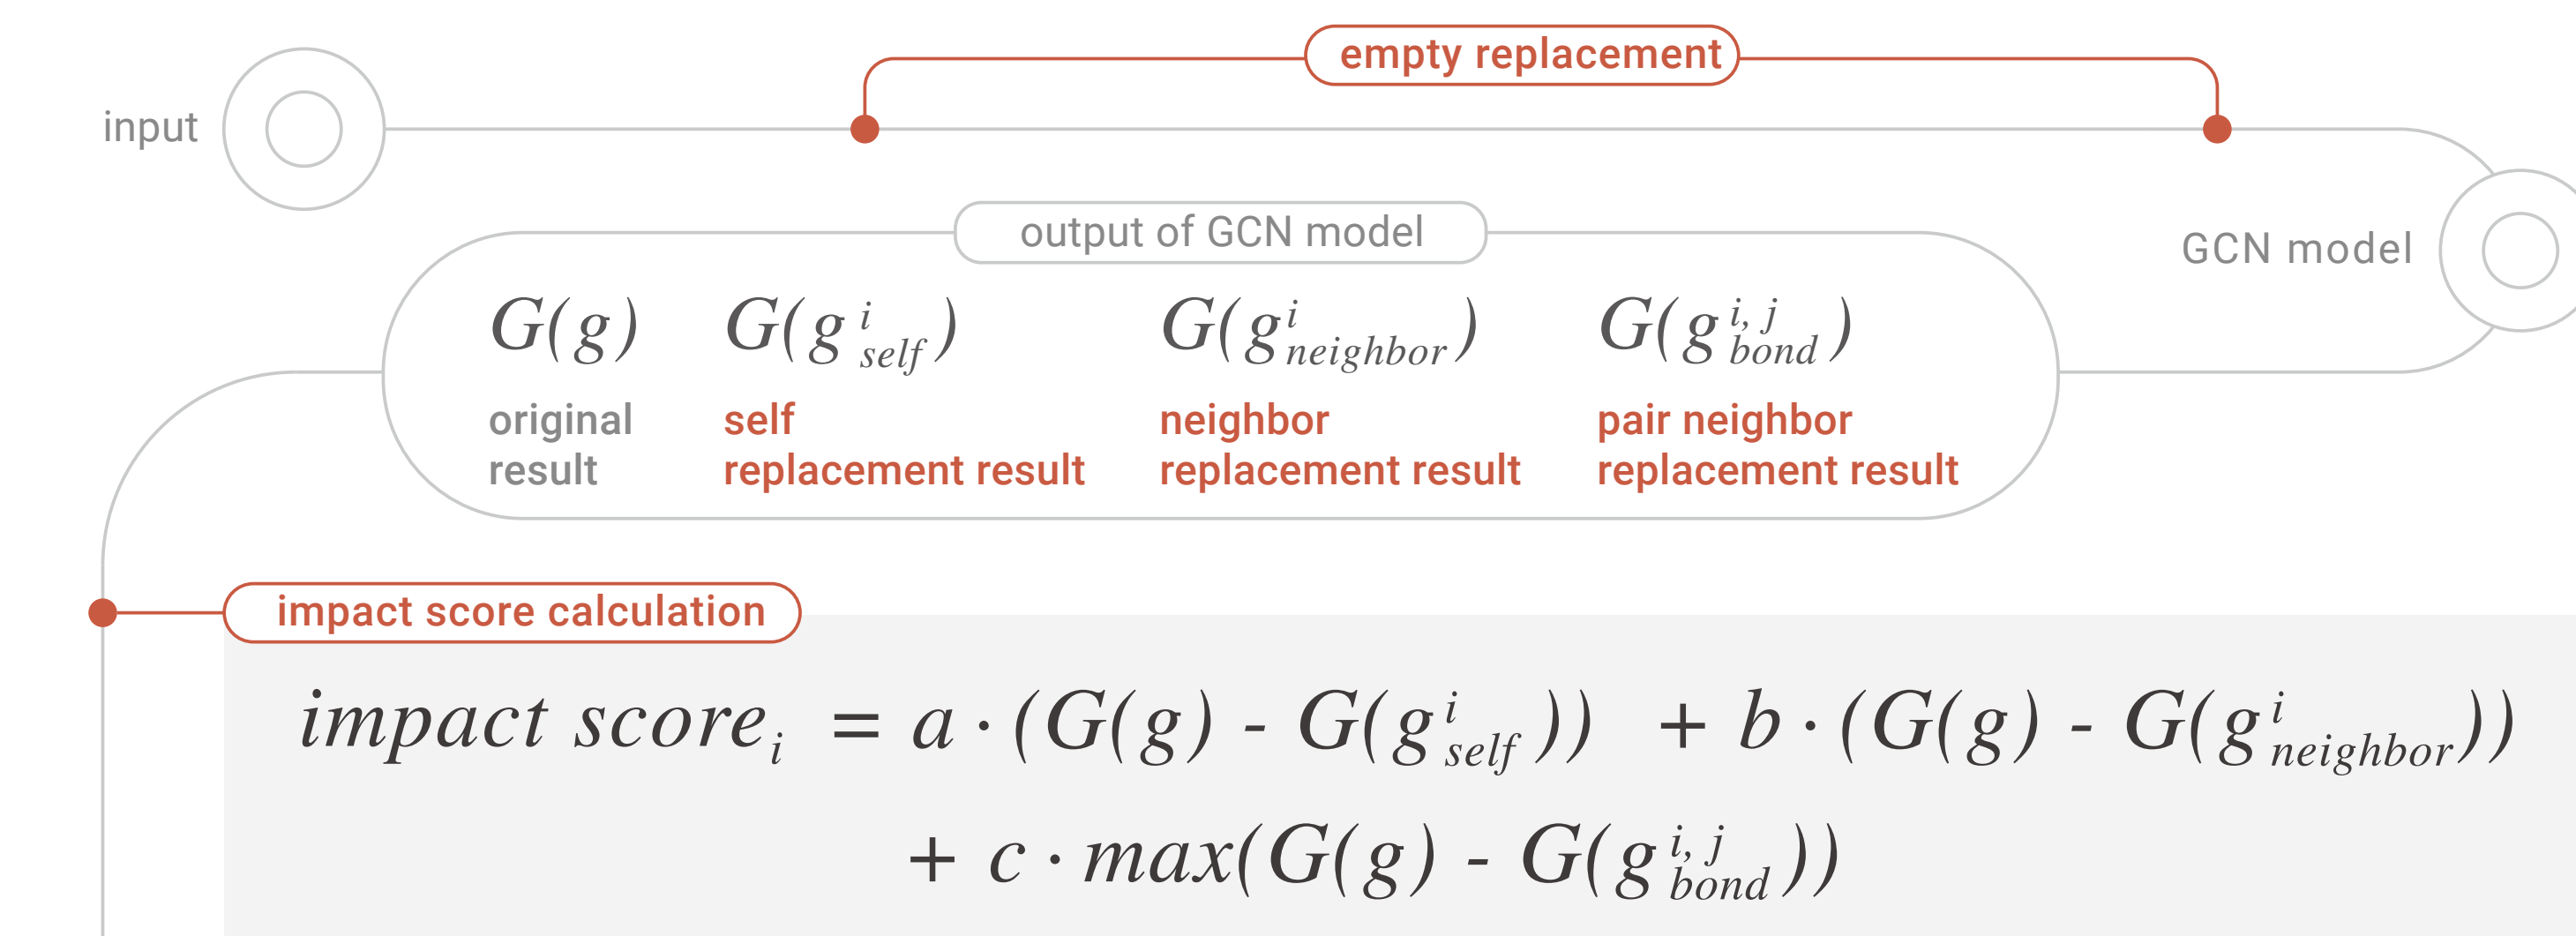 empty replacement
input
output of GCN model
GCN model
G(g) G(g^i_self) G(g^i_neighbor) G(g^{i, j}_bond)
original self neighbor pair neighbor
result replacement result replacement result replacement result
impact score calculation
impact score_i = a · (G(g) - G(g^i_self)) + b · (G(g) - G(g^i_neighbor))
+ c · max(G(g) - G(g^{i, j}_bond))